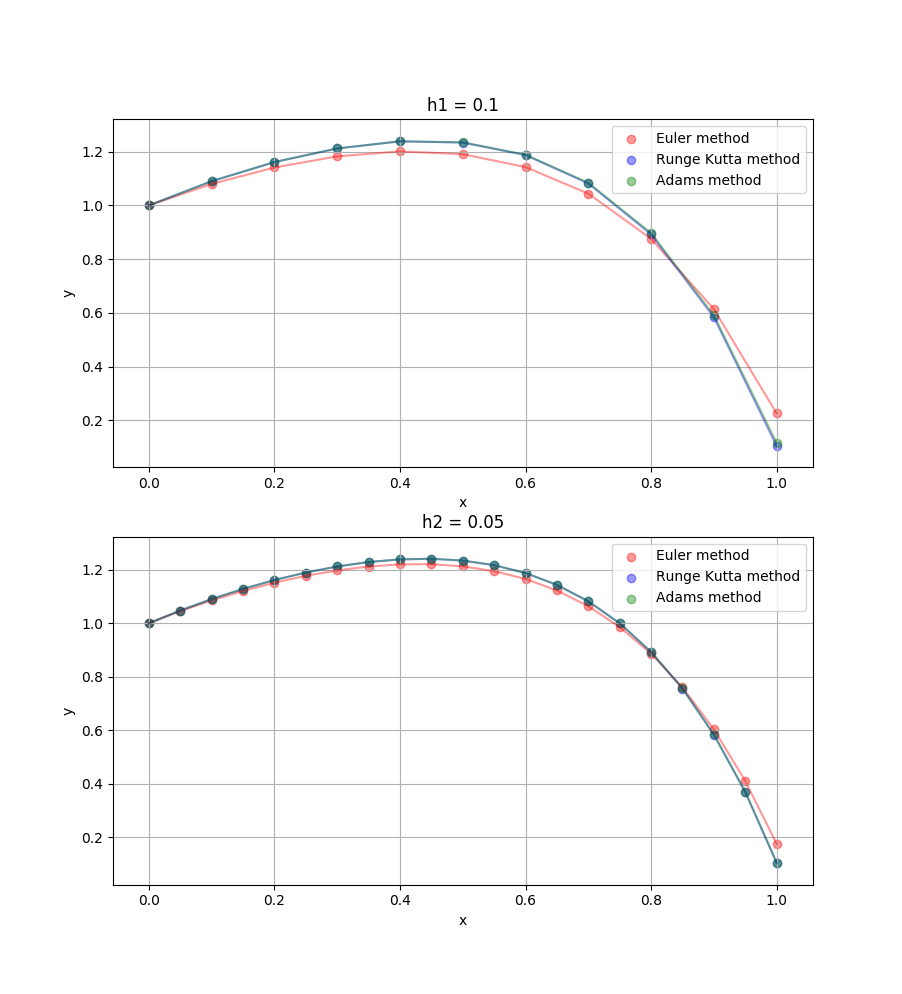 h1 = 0.1
Euler method
Runge Kutta method
Adams method
y
1.2
1.0
0.8
0.6
0.4
0.2
0.0 0.2 0.4 0.6 0.8 1.0
x
h2 = 0.05
Euler method
Runge Kutta method
Adams method
y
1.2
1.0
0.8
0.6
0.4
0.2
0.0 0.2 0.4 0.6 0.8 1.0
x